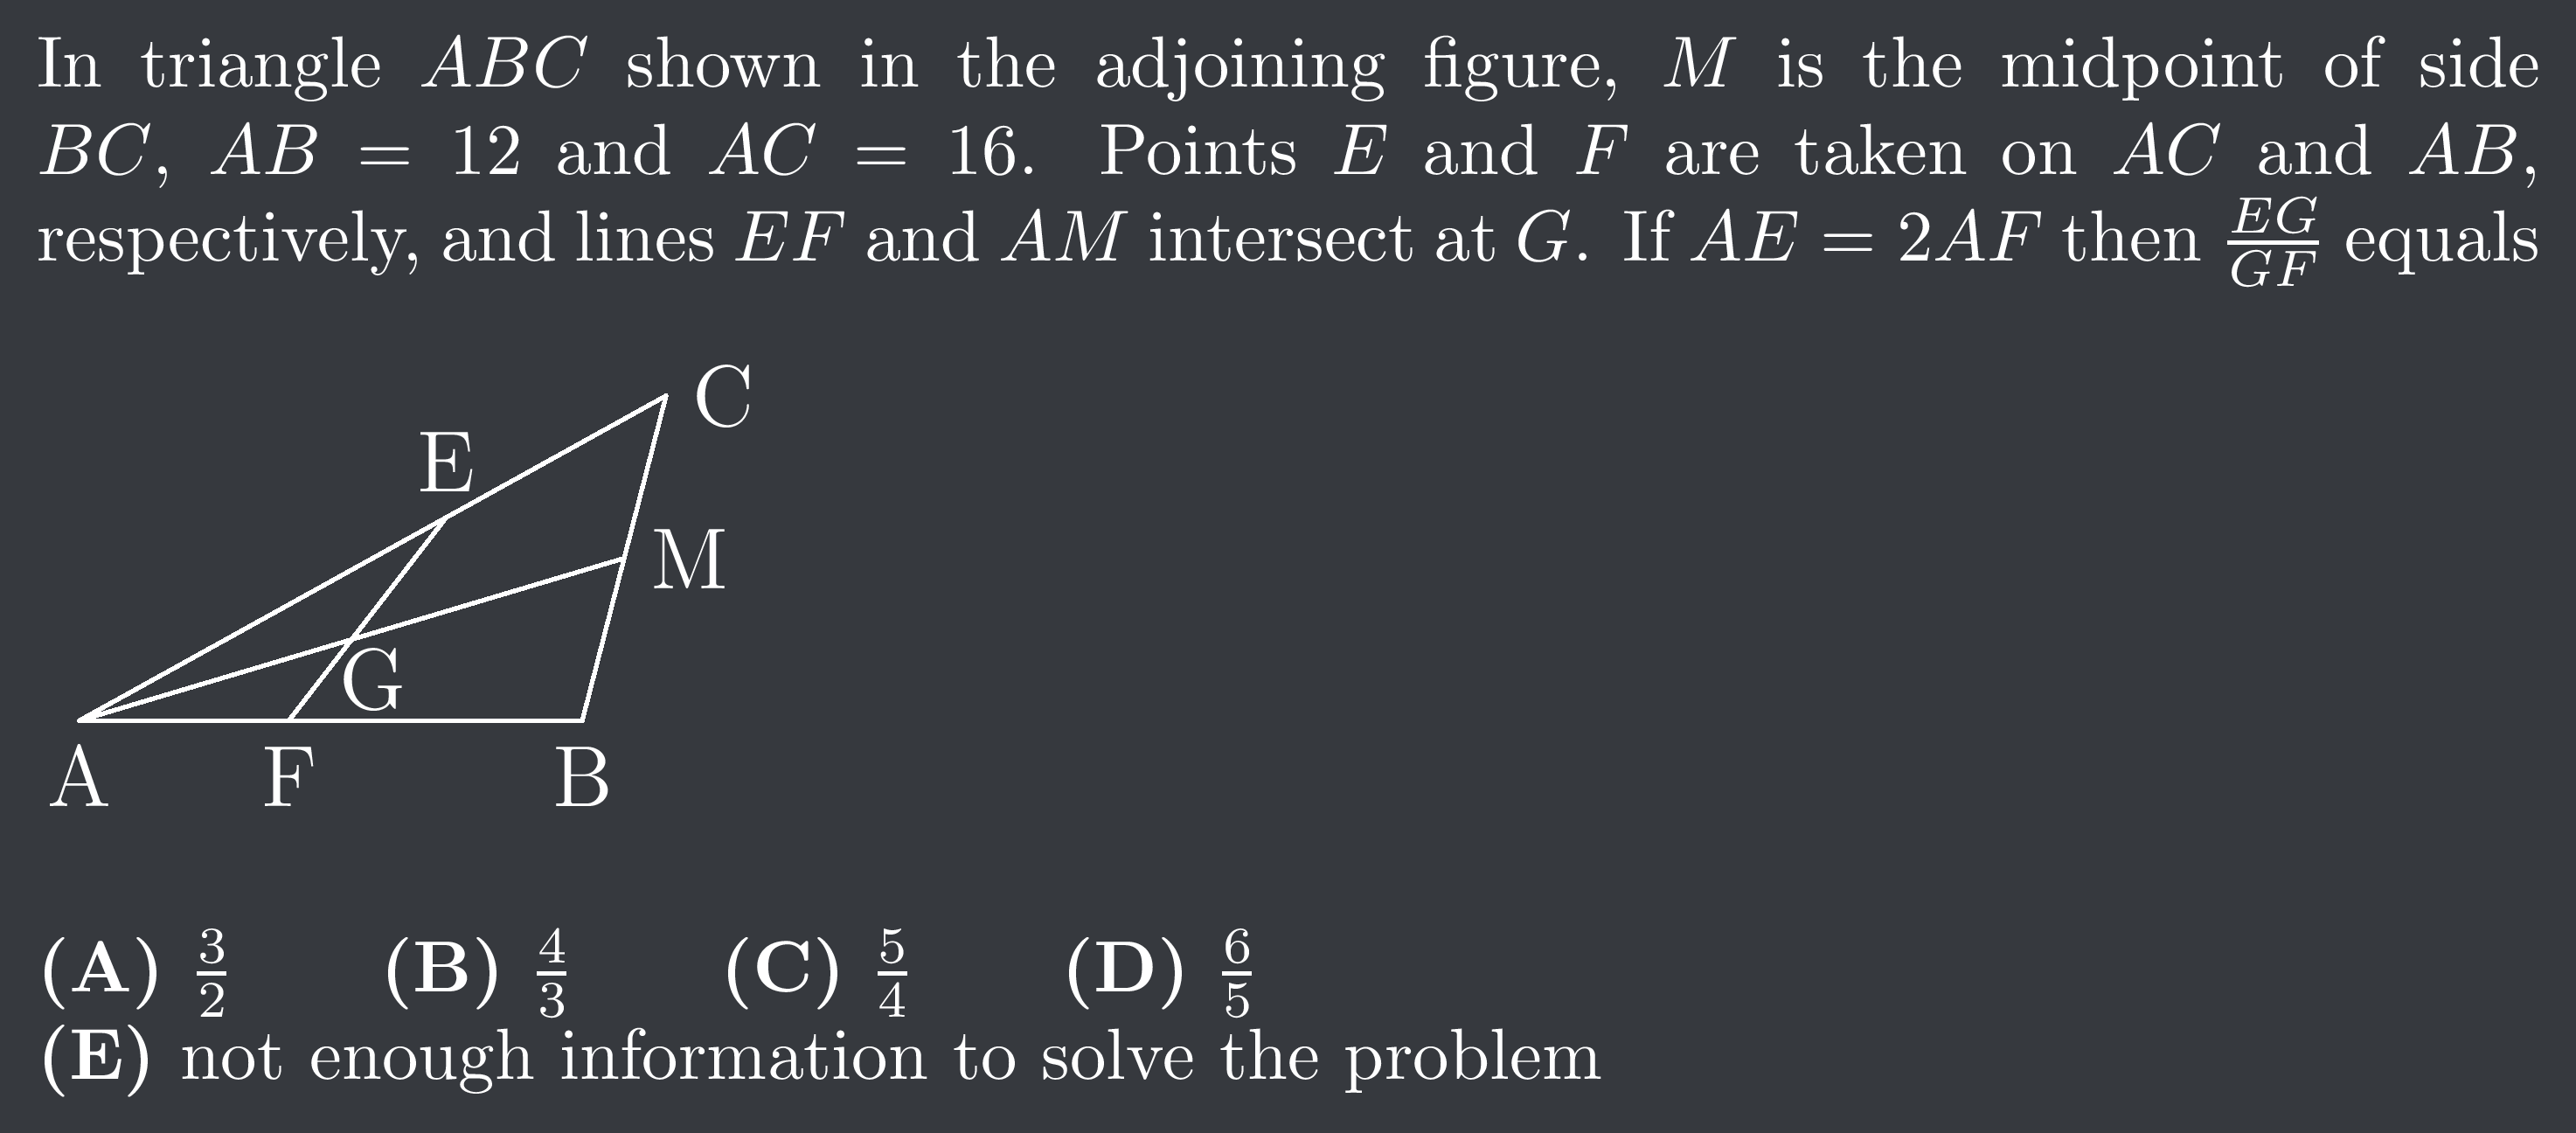 In triangle ABC shown in the adjoining figure, M is the midpoint of side
BC, AB = 12 and AC = 16. Points E and F are taken on AC and AB,
respectively, and lines EF and AM intersect at G. If AE = 2AF then \frac{EG}{GF} equals
C
E
M
G
A F B
(A) \frac{3}{2} (B) \frac{4}{3} (C) \frac{5}{4} (D) \frac{6}{5}
(E) not enough information to solve the problem